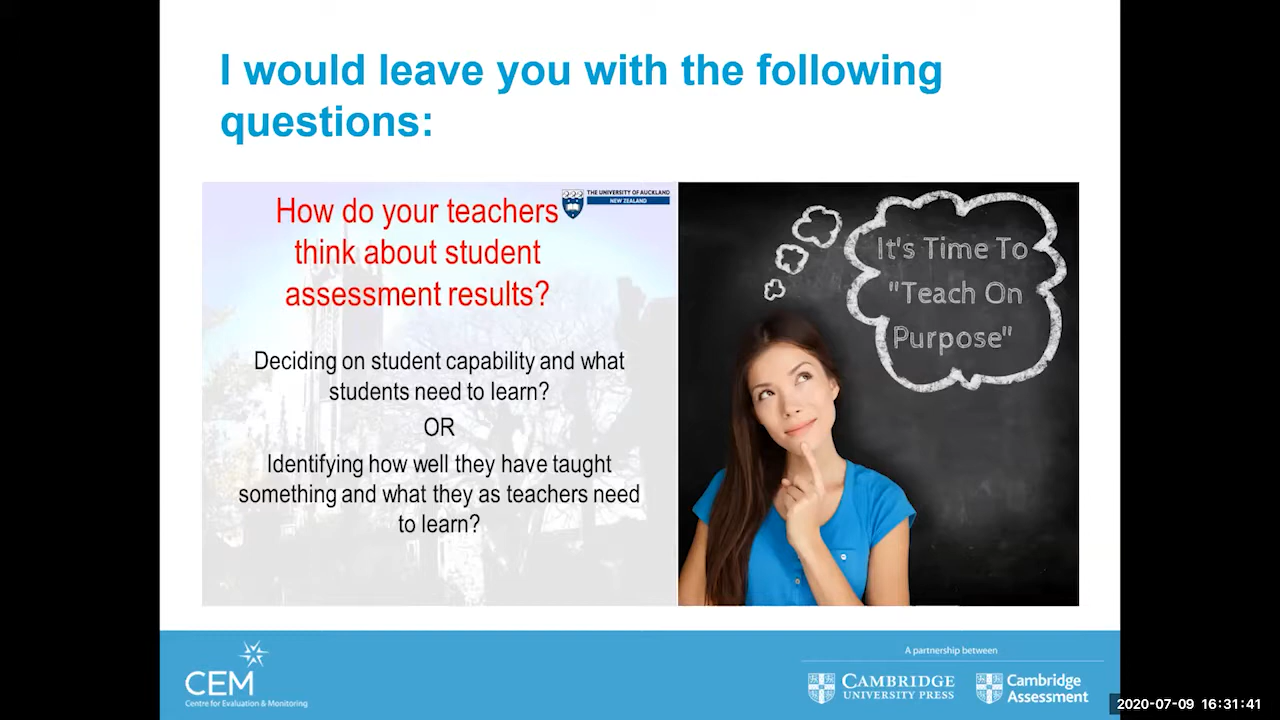 I would leave you with the following
questions:
THE UNIVERSITY OF AUCKLAND
NEW ZEALAND
How do your teachers
think about student
assessment results?
Deciding on student capability and what
students need to learn?
OR
Identifying how well they have taught
something and what they as teachers need
to learn?
It's Time To
"Teach On
Purpose"
CEM
Centre for Evaluation & Monitoring
A partnership between
CAMBRIDGE
UNIVERSITY PRESS
Cambridge
Assessment
2020-07-09 16:31:41